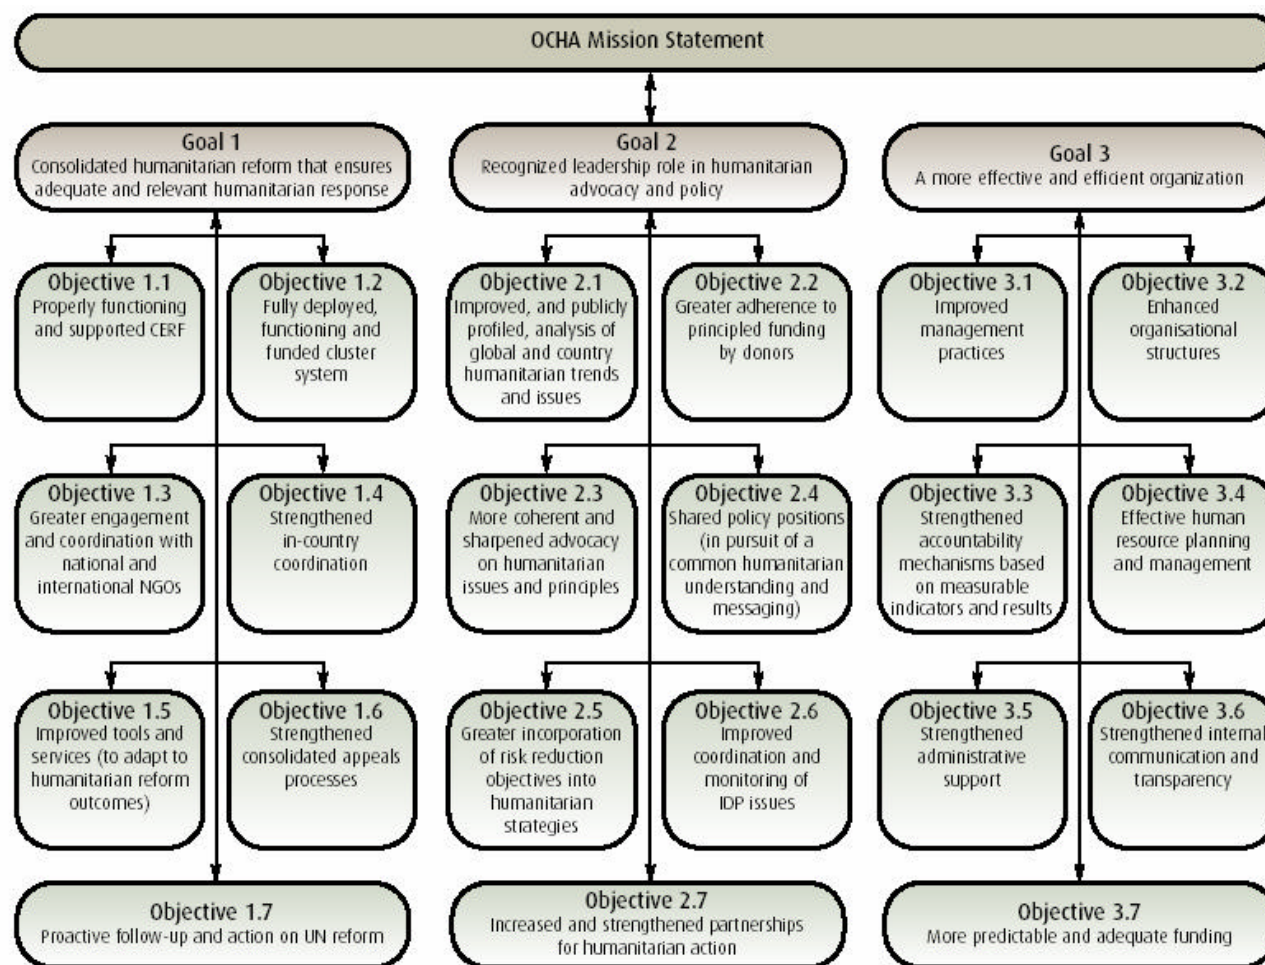 OCHA Mission Statement
Goal 1
Consolidated humanitarian reform that ensures
adequate and relevant humanitarian response
Goal 2
Recognized leadership role in humanitarian
advocacy and policy
Goal 3
A more effective and efficient organization
Objective 1.1
Properly functioning
and supported CERF
Objective 1.2
Fully deployed,
functioning and
funded cluster
system
Objective 2.1
Improved, and publicly
profiled, analysis of
global and country
humanitarian trends
and issues
Objective 2.2
Greater adherence to
principled funding
by donors
Objective 3.1
Improved
management
practices
Objective 3.2
Enhanced
organisational
structures
Objective 1.3
Greater engagement
and coordination with
national and
international NGOs
Objective 1.4
Strengthened
in-country
coordination
Objective 2.3
More coherent and
sharpened advocacy
on humanitarian
issues and principles
Objective 2.4
Shared policy positions
(in pursuit of a
common humanitarian
understanding and
messaging)
Objective 3.3
Strengthened
accountability
mechanisms based
on measurable
indicators and results
Objective 3.4
Effective human
resource planning
and management
Objective 1.5
Improved tools and
services (to adapt to
humanitarian reform
outcomes)
Objective 1.6
Strengthened
consolidated appeals
processes
Objective 2.5
Greater incorporation
of risk reduction
objectives into
humanitarian
strategies
Objective 2.6
Improved
coordination and
monitoring of
IDP issues
Objective 3.5
Strengthened
administrative
support
Objective 3.6
Strengthened internal
communication and
transparency
Objective 1.7
Proactive follow-up and action on UN reform
Objective 2.7
Increased and strengthened partnerships
for humanitarian action
Objective 3.7
More predictable and adequate funding